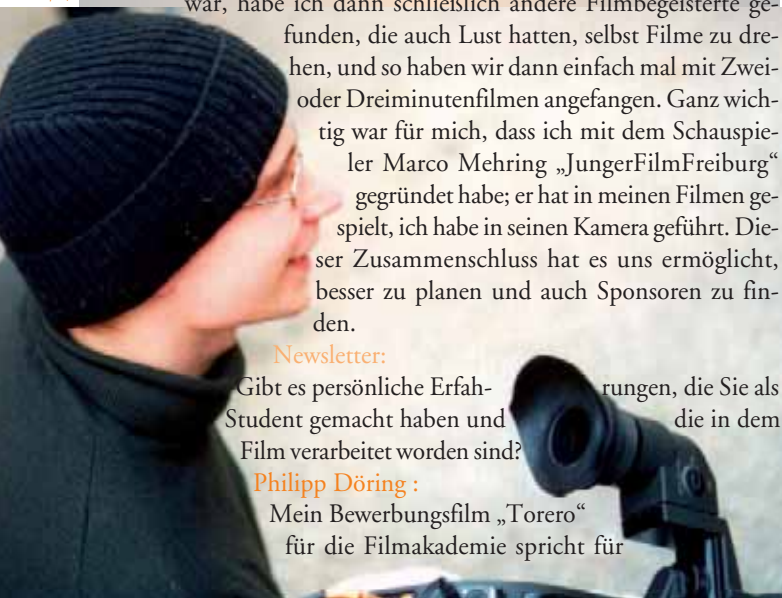 war, habe ich dann schließlich andere Filmbegeisterte ge-
funden, die auch Lust hatten, selbst Filme zu dre-
hen, und so haben wir dann einfach mal mit Zwei-
oder Dreiminutenfilmen angefangen. Ganz wich-
tig war für mich, dass ich mit dem Schauspie-
ler Marco Mehring „JungerFilmFreiburg“
gegründet habe; er hat in meinen Filmen ge-
spielt, ich habe in seinen Kamera geführt. Die-
ser Zusammenschluss hat es uns ermöglicht,
besser zu planen und auch Sponsoren zu fin-
den.
Newsletter:
Gibt es persönliche Erfah- rungen, die Sie als
Student gemacht haben und die in dem
Film verarbeitet worden sind?
Philipp Döring :
Mein Bewerbungsfilm „Torero“
für die Filmakademie spricht für